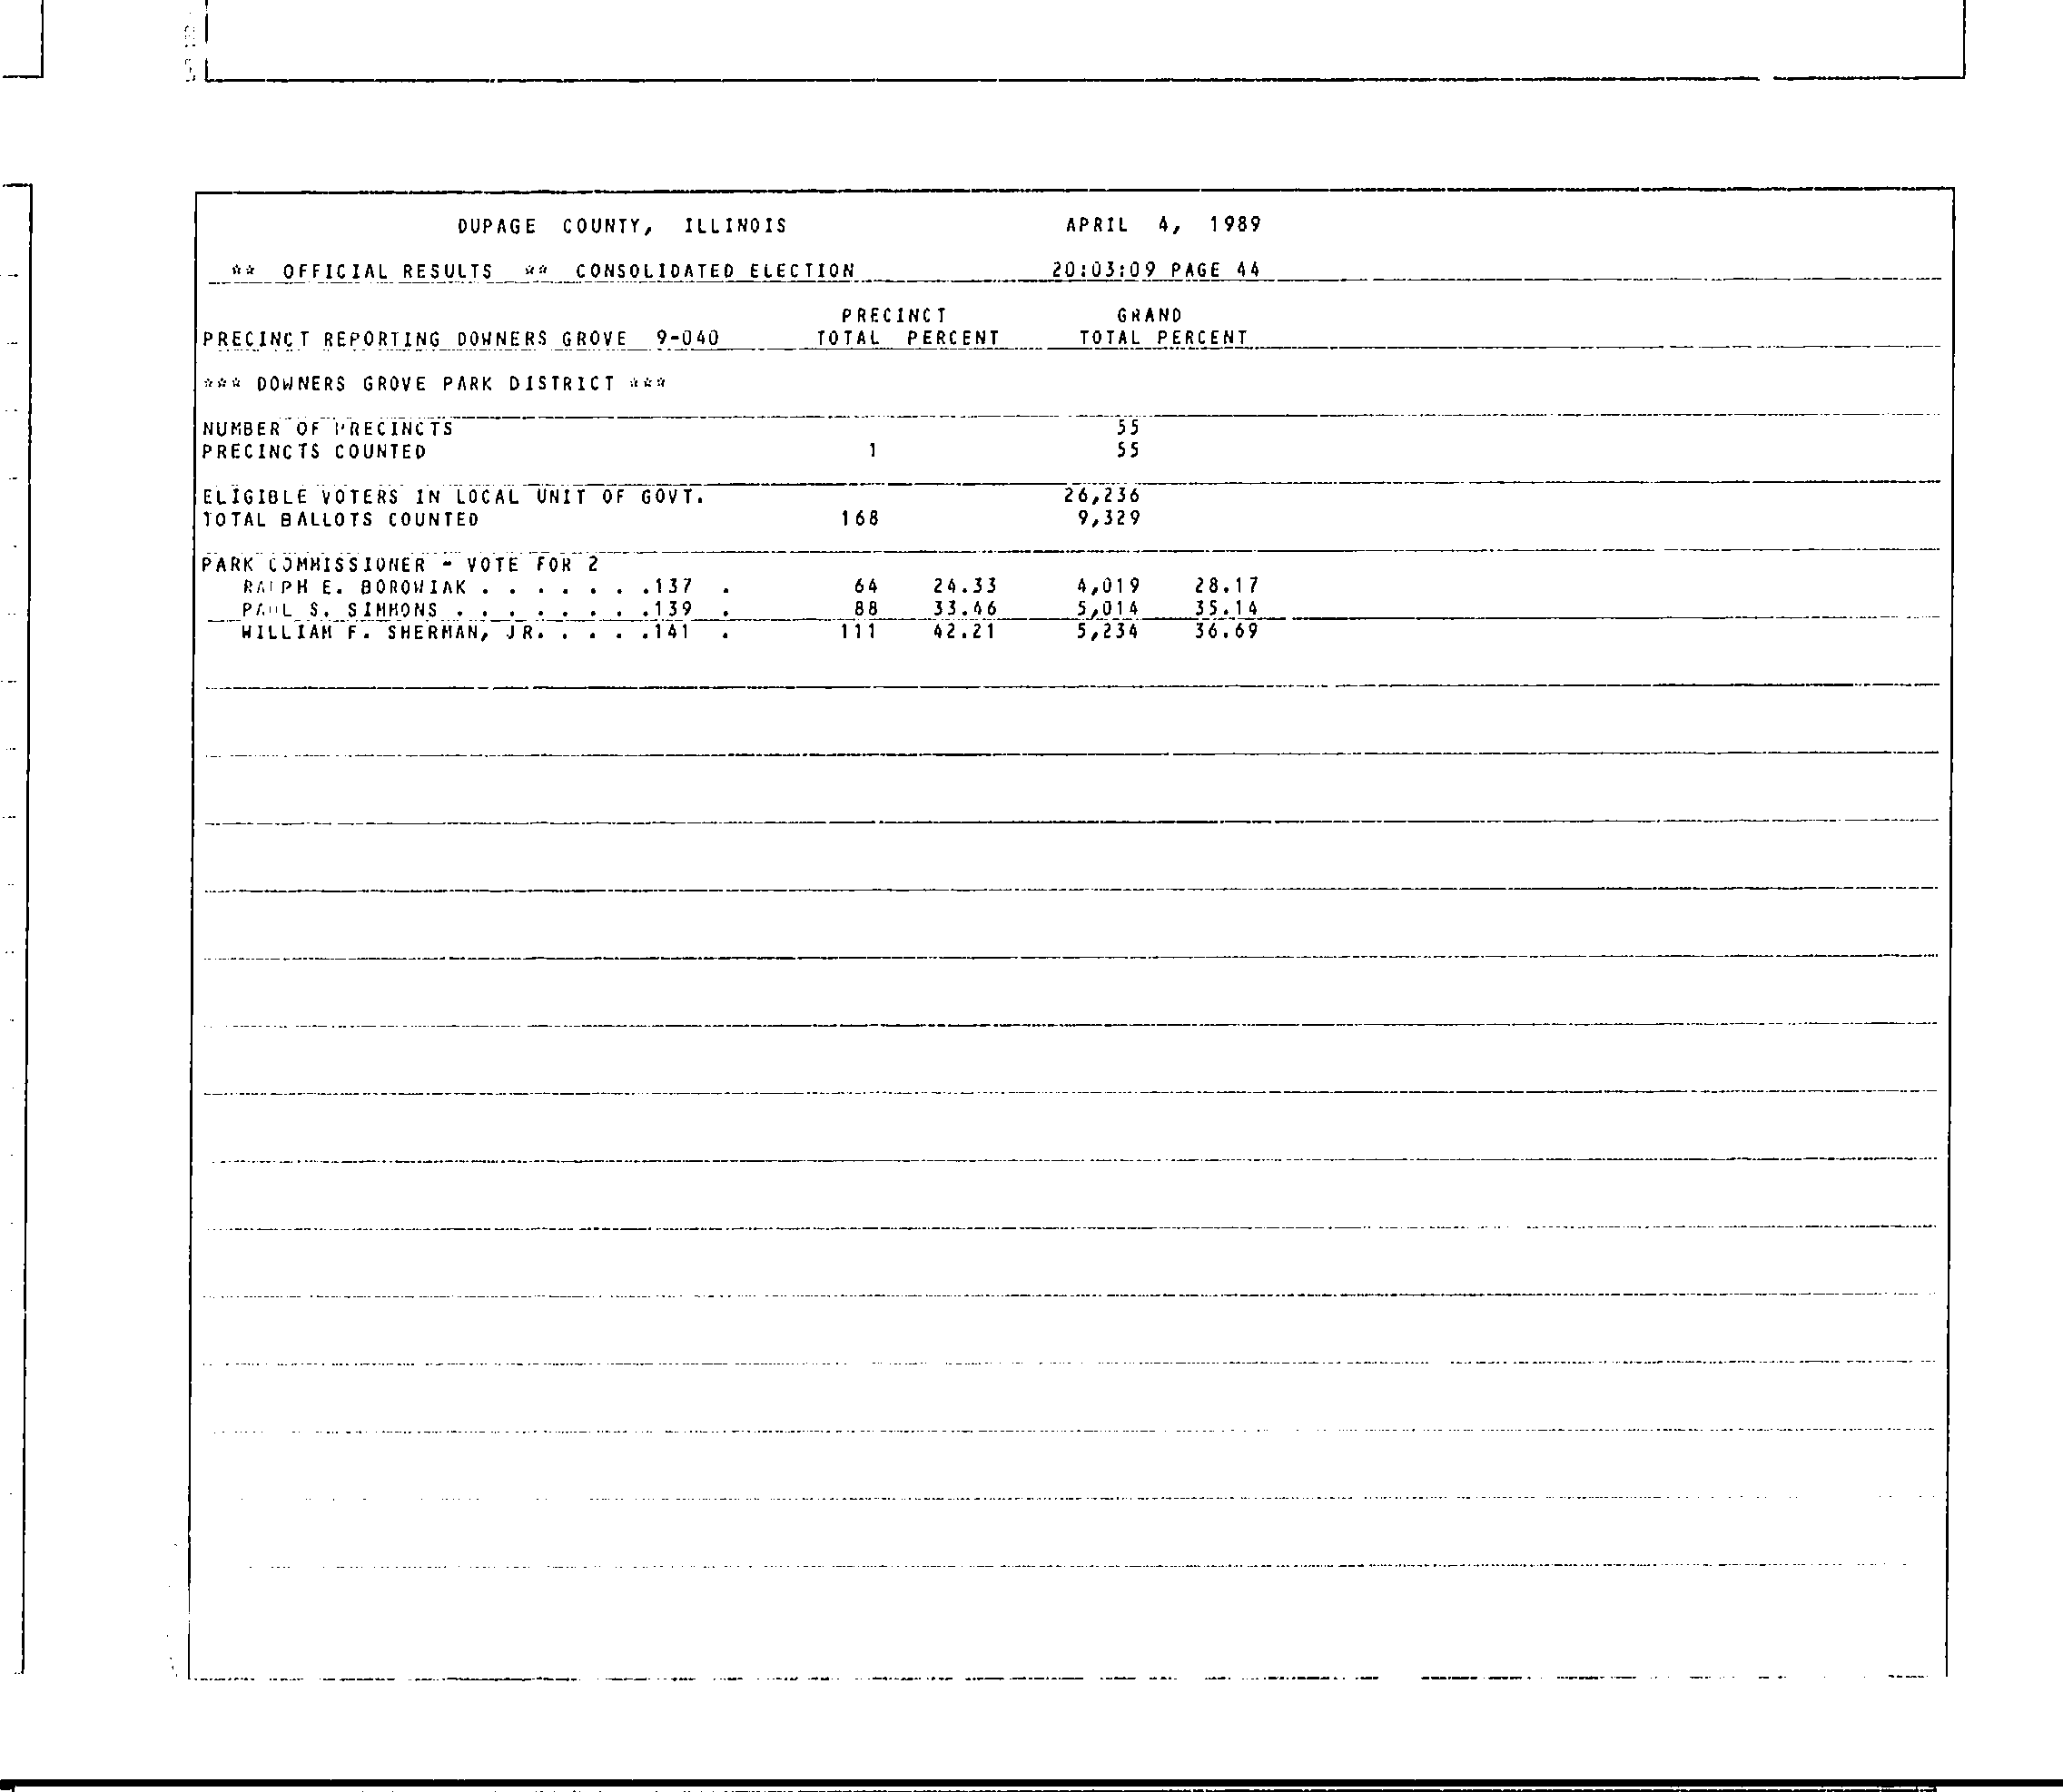 DUPAGE COUNTY, ILLINOIS APRIL 4, 1989
** OFFICIAL RESULTS ** CONSOLIDATED ELECTION 20:03:09 PAGE 44
PRECINCT GRAND
PRECINCT REPORTING DOWNERS GROVE 9-040 TOTAL PERCENT TOTAL PERCENT
*** DOWNERS GROVE PARK DISTRICT ***
NUMBER OF PRECINCTS 55
PRECINCTS COUNTED 1 55
ELIGIBLE VOTERS IN LOCAL UNIT OF GOVT. 26,236
TOTAL BALLOTS COUNTED 168 9,329
PARK COMMISSIONER - VOTE FOR 2
RALPH E. BOROWIAK . . . . . . .137 . 64 24.33 4,019 28.17
PAUL S. SIMMONS . . . . . . . .139 . 88 33.46 5,014 35.14
WILLIAM F. SHERMAN, JR. . . . .141 . 111 42.21 5,234 36.69